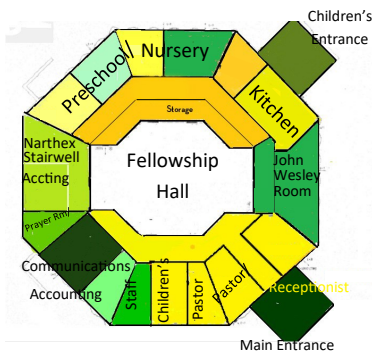 Children's
Entrance
Nursery
Preschool
Kitchen
Storage
Narthex
Stairwell
Accting
Fellowship
Hall
John
Wesley
Room
Prayer Rm
Communications
Accounting
Staff
Children's
Pastor
Pastor
Receptionist
Main Entrance